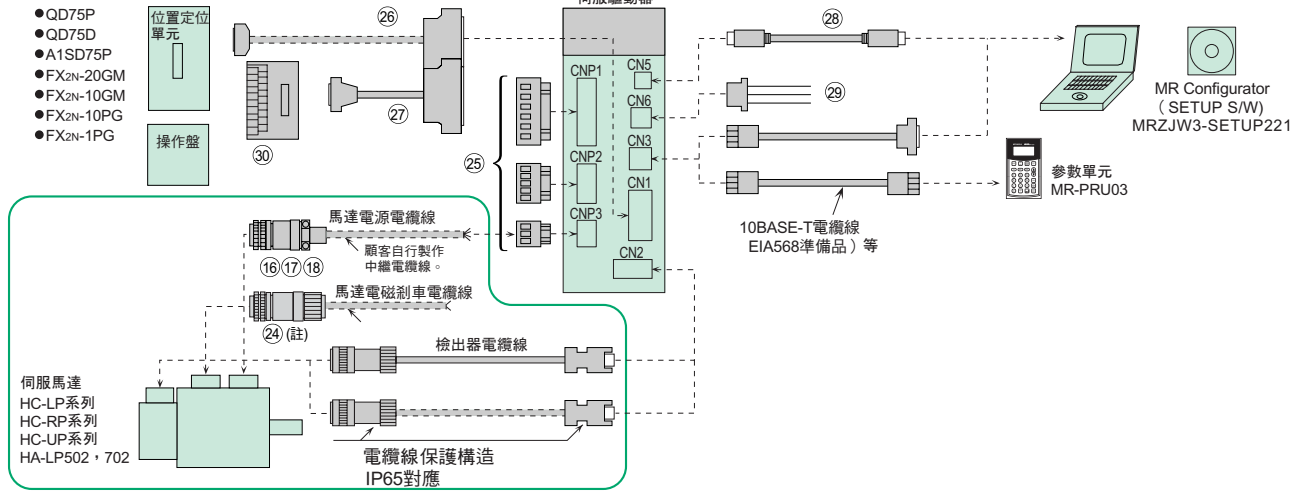 ●QD75P
●QD75D
●A1SD75P
●FX2N-20GM
●FX2N-10GM
●FX2N-10PG
●FX2N-1PG
位置定位
單元
操作盤
㉖
㉗
㉚
㉕
伺服驅動器
CNP1
CNP2
CNP3
CN5
CN6
CN3
CN1
CN2
㉘
㉙
MR Configurator
（SETUP S/W)
MRZJW3-SETUP221
參數單元
MR-PRU03
10BASE-T電纜線
EIA568準備品）等
馬達電源電纜線
顧客自行製作
中繼電纜線。
⑯⑰⑱
馬達電磁剎車電纜線
㉔(註)
檢出器電纜線
伺服馬達
HC-LP系列
HC-RP系列
HC-UP系列
HA-LP502，702
電纜線保護構造
IP65對應